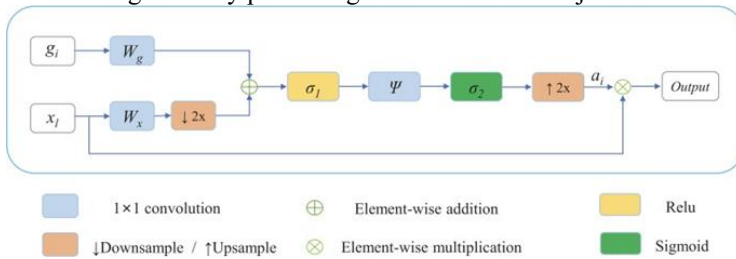 g_i W_g
σ_1 Ψ σ_2 ↑ 2x a_i Output
x_l W_x ↓ 2x
1×1 convolution Element-wise addition Relu
↓Downsample / ↑Upsample Element-wise multiplication Sigmoid